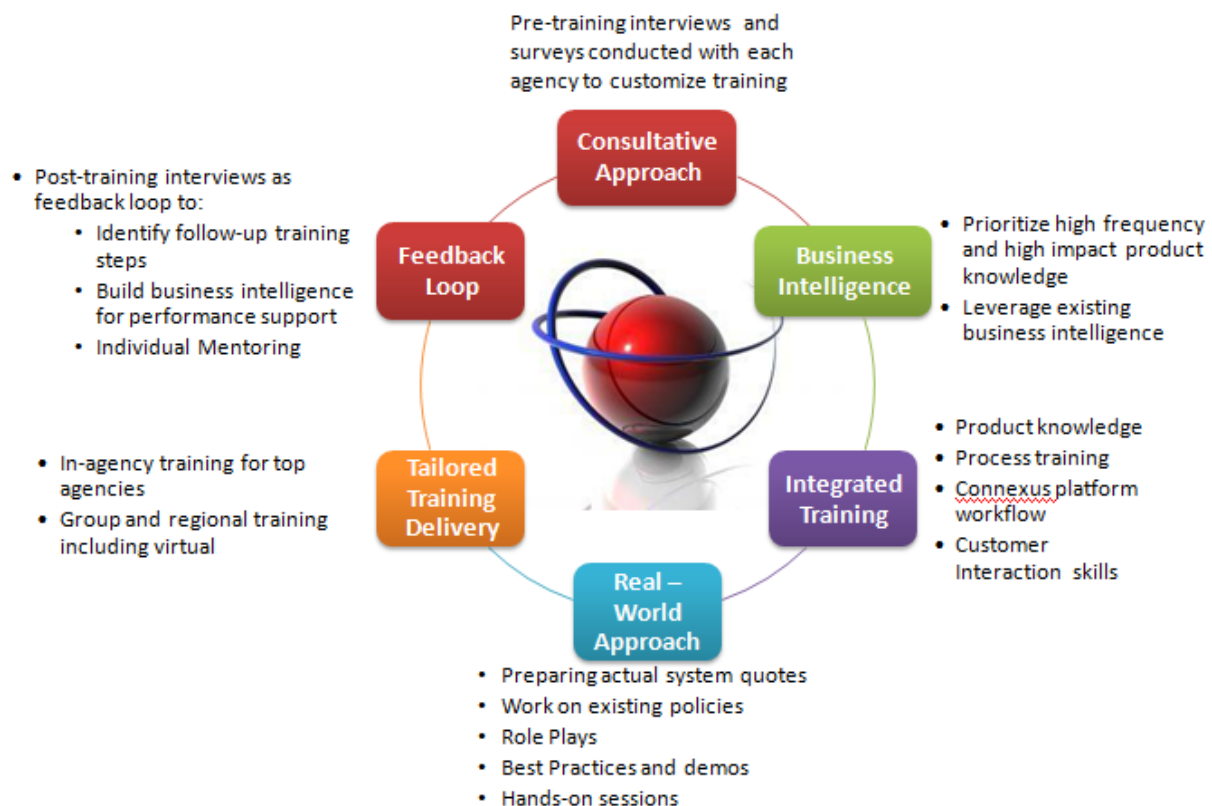 Pre-training interviews and
surveys conducted with each
agency to customize training
Consultative
Approach
• Post-training interviews as
feedback loop to:
• Identify follow-up training
steps
• Build business intelligence
for performance support
• Individual Mentoring
Feedback
Loop
Business
Intelligence
• Prioritize high frequency
and high impact product
knowledge
• Leverage existing
business intelligence
• In-agency training for top
agencies
• Group and regional training
including virtual
Tailored
Training
Delivery
Integrated
Training
• Product knowledge
• Process training
• Connexus platform
workflow
• Customer
Interaction skills
Real –
World
Approach
• Preparing actual system quotes
• Work on existing policies
• Role Plays
• Best Practices and demos
• Hands-on sessions